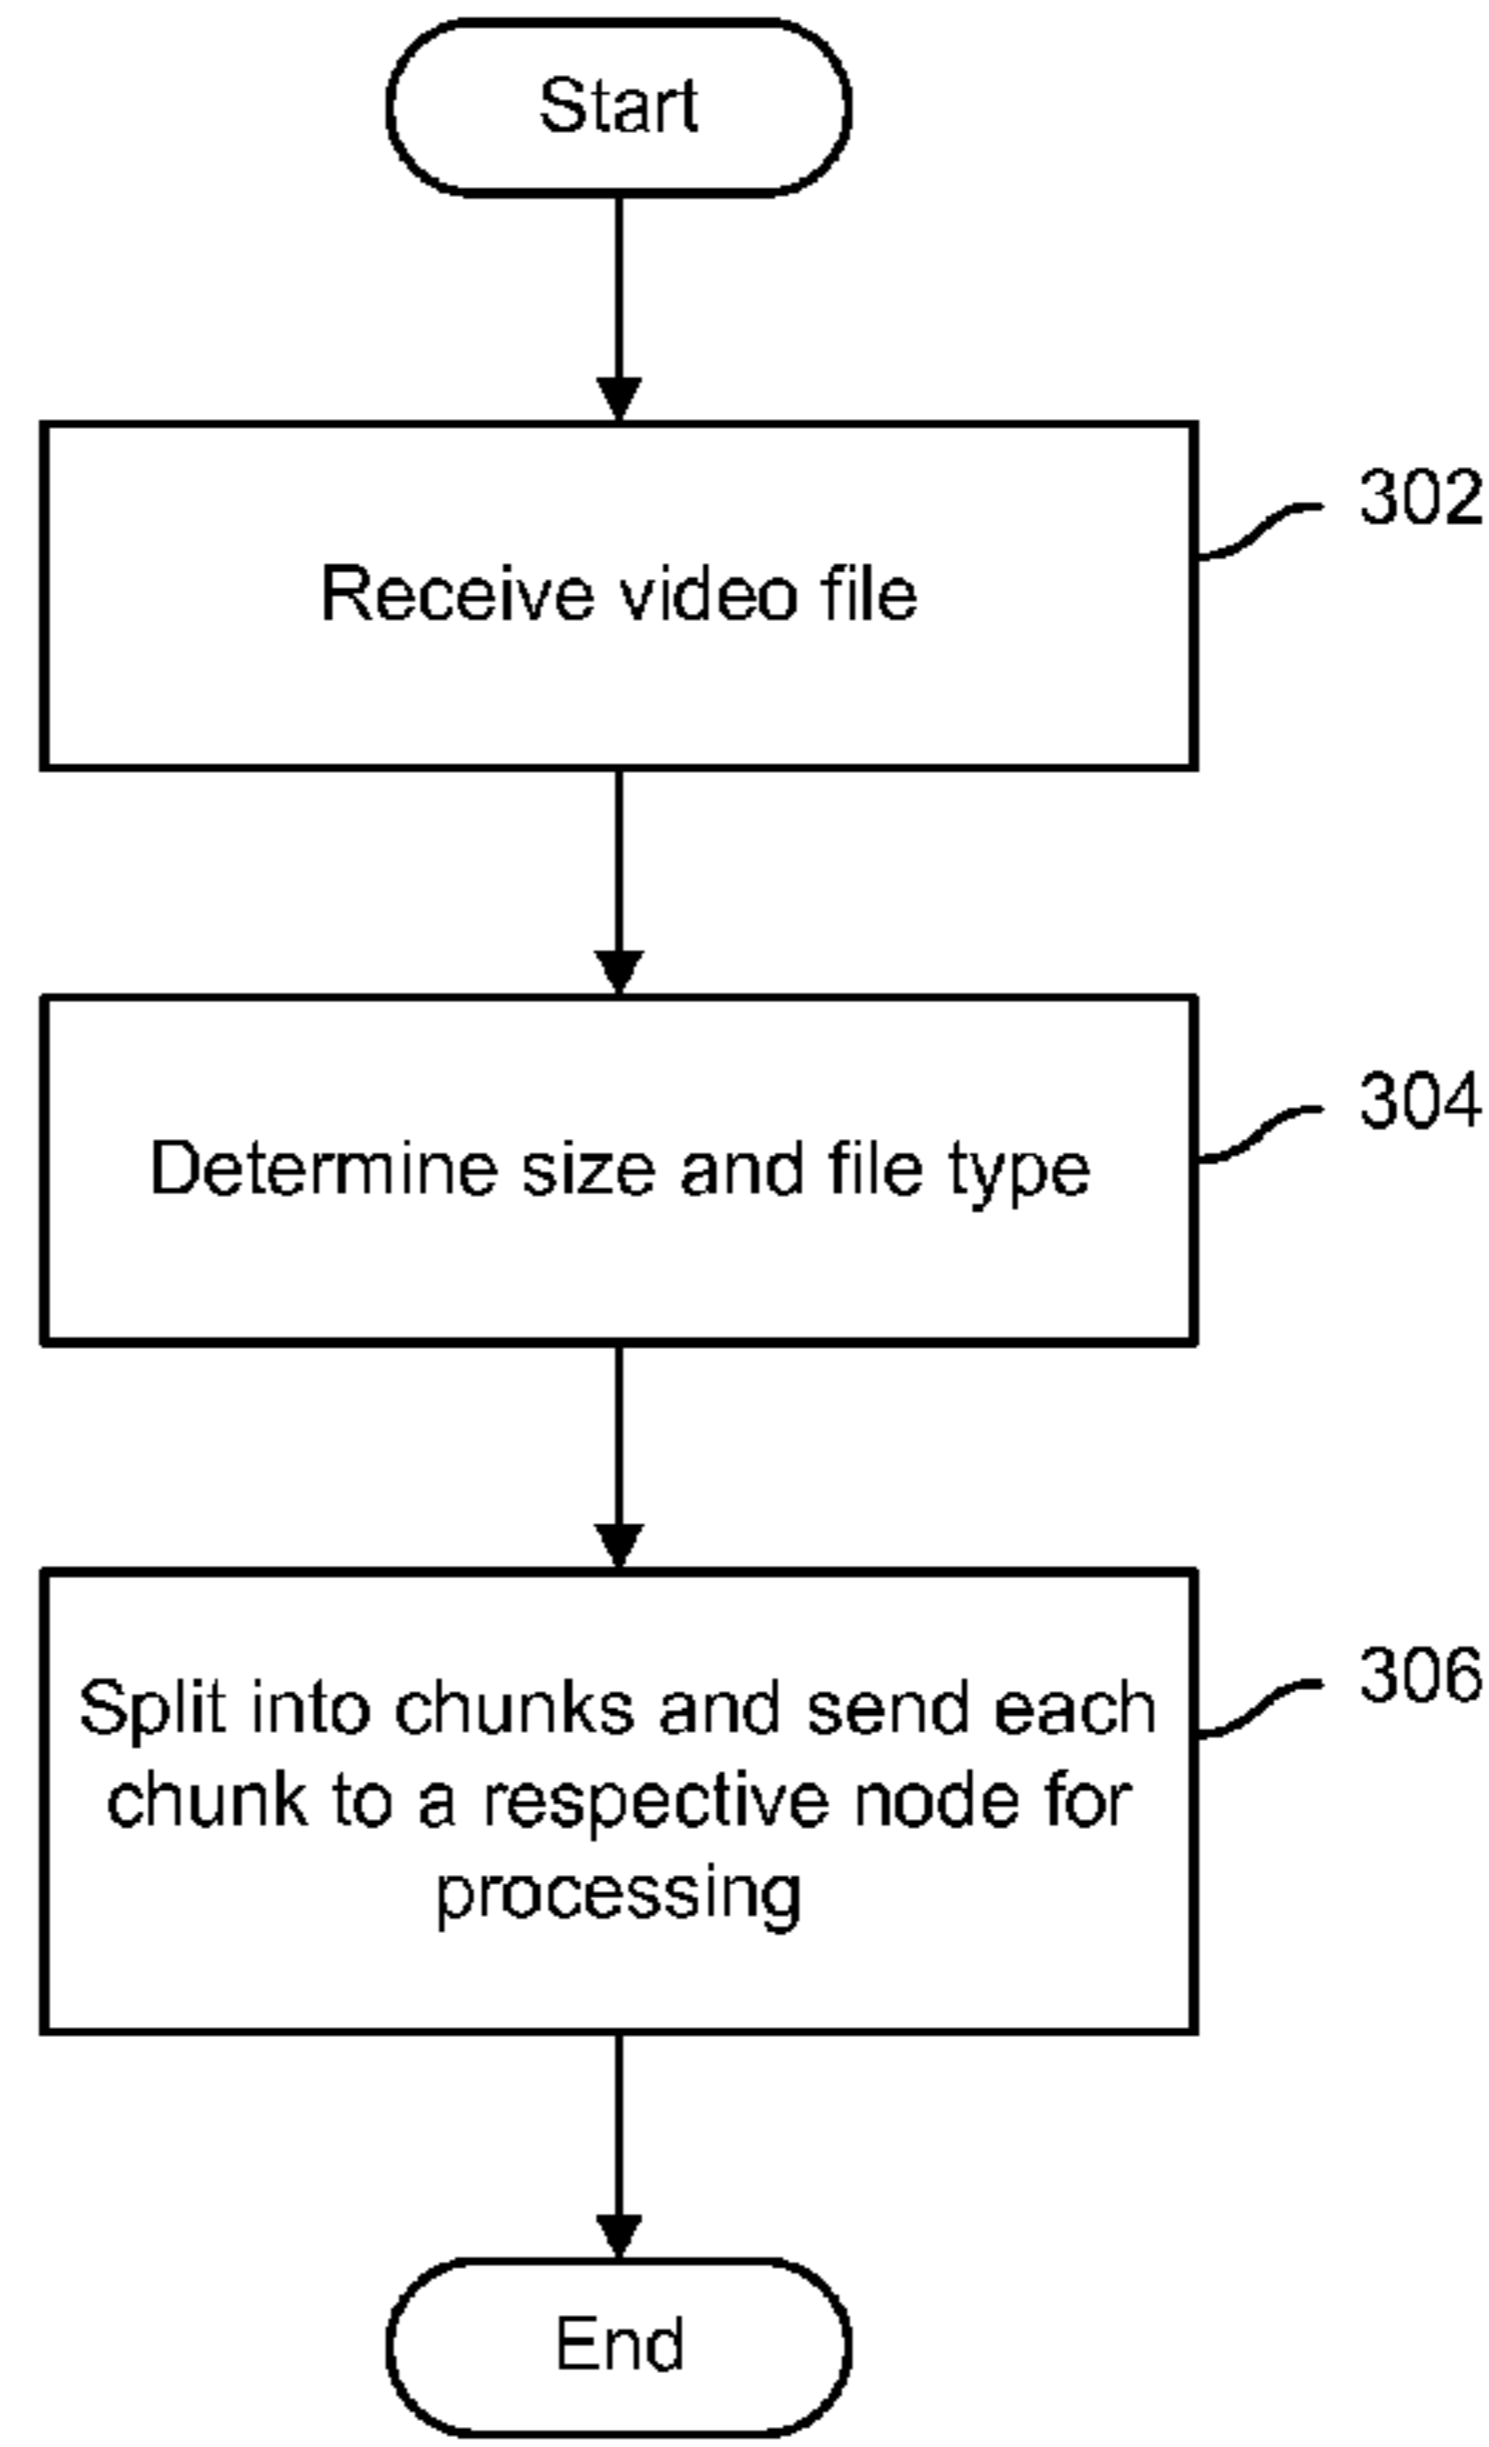 Start
302
Receive video file
304
Determine size and file type
306
Split into chunks and send each
chunk to a respective node for
processing
End